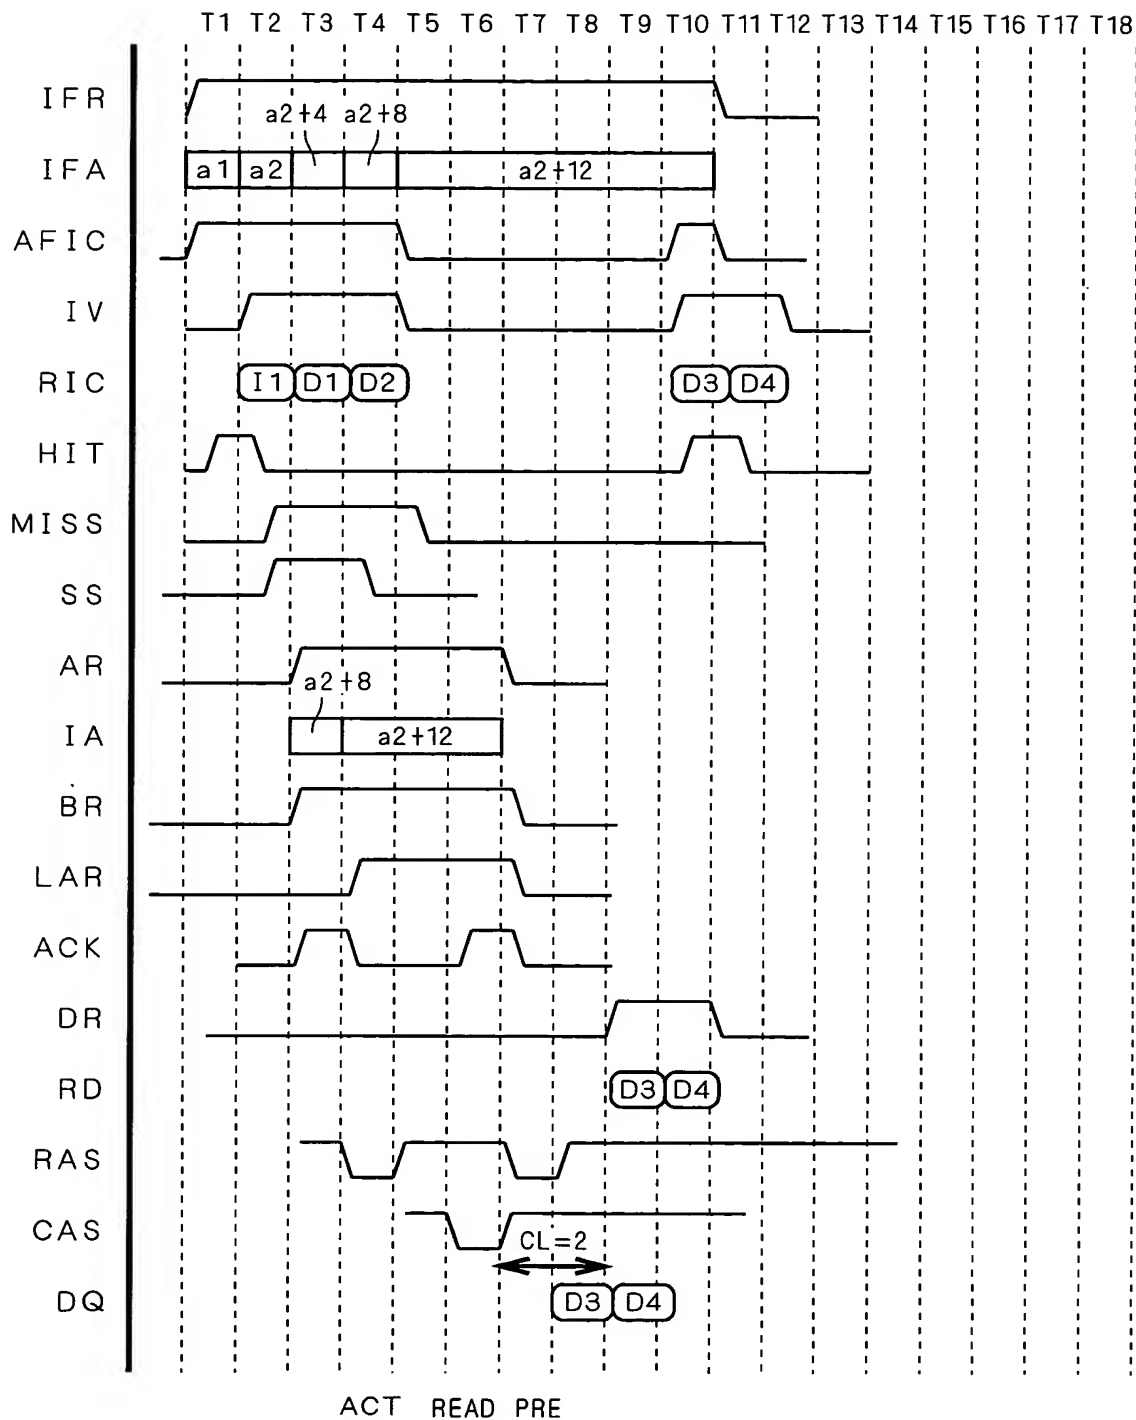 T1 T2 T3 T4 T5 T6 T7 T8 T9 T10 T11 T12 T13 T14 T15 T16 T17 T18
IFR
a2+4 a2+8
IFA a1 a2 a2+12
AFIC
IV
RIC I1 D1 D2 D3 D4
HIT
MISS
SS
AR
a2+8
IA a2+12
BR
LAR
ACK
DR
RD D3 D4
RAS
CAS
CL=2
DQ D3 D4
ACT READ PRE